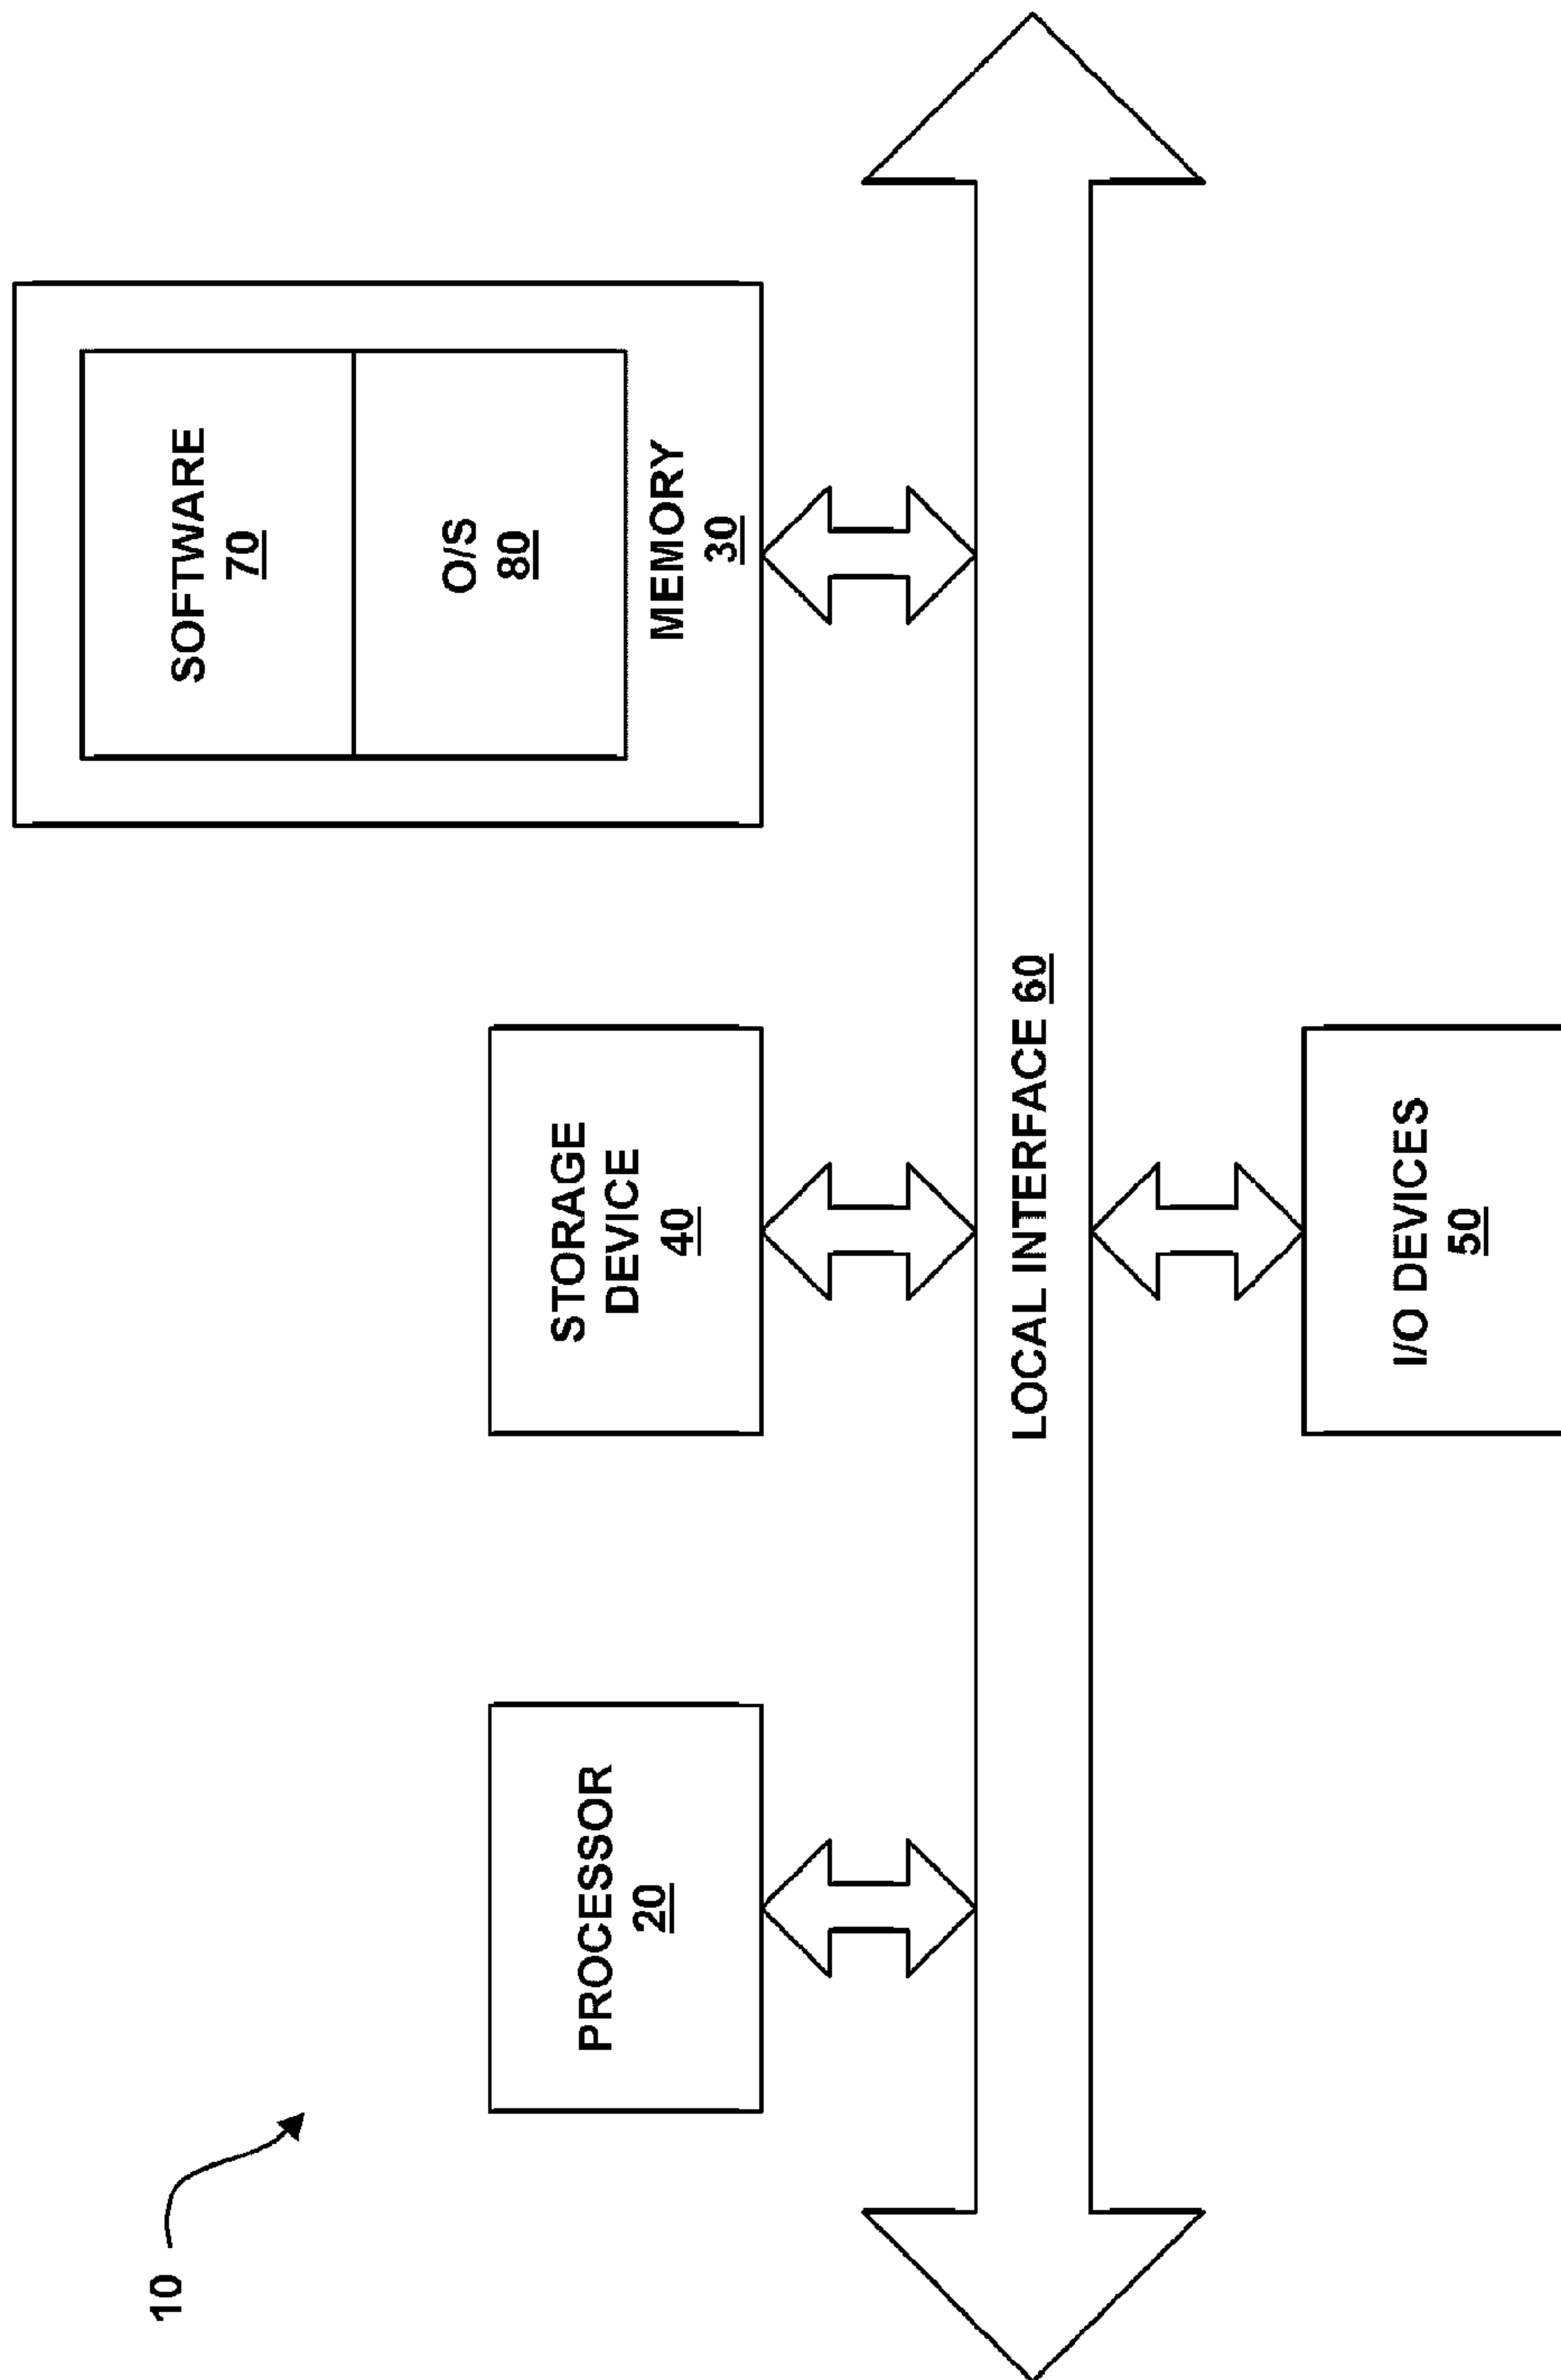 10
PROCESSOR
20
STORAGE
DEVICE
40
SOFTWARE
70
O/S
80
MEMORY
30
LOCAL INTERFACE 60
I/O DEVICES
50